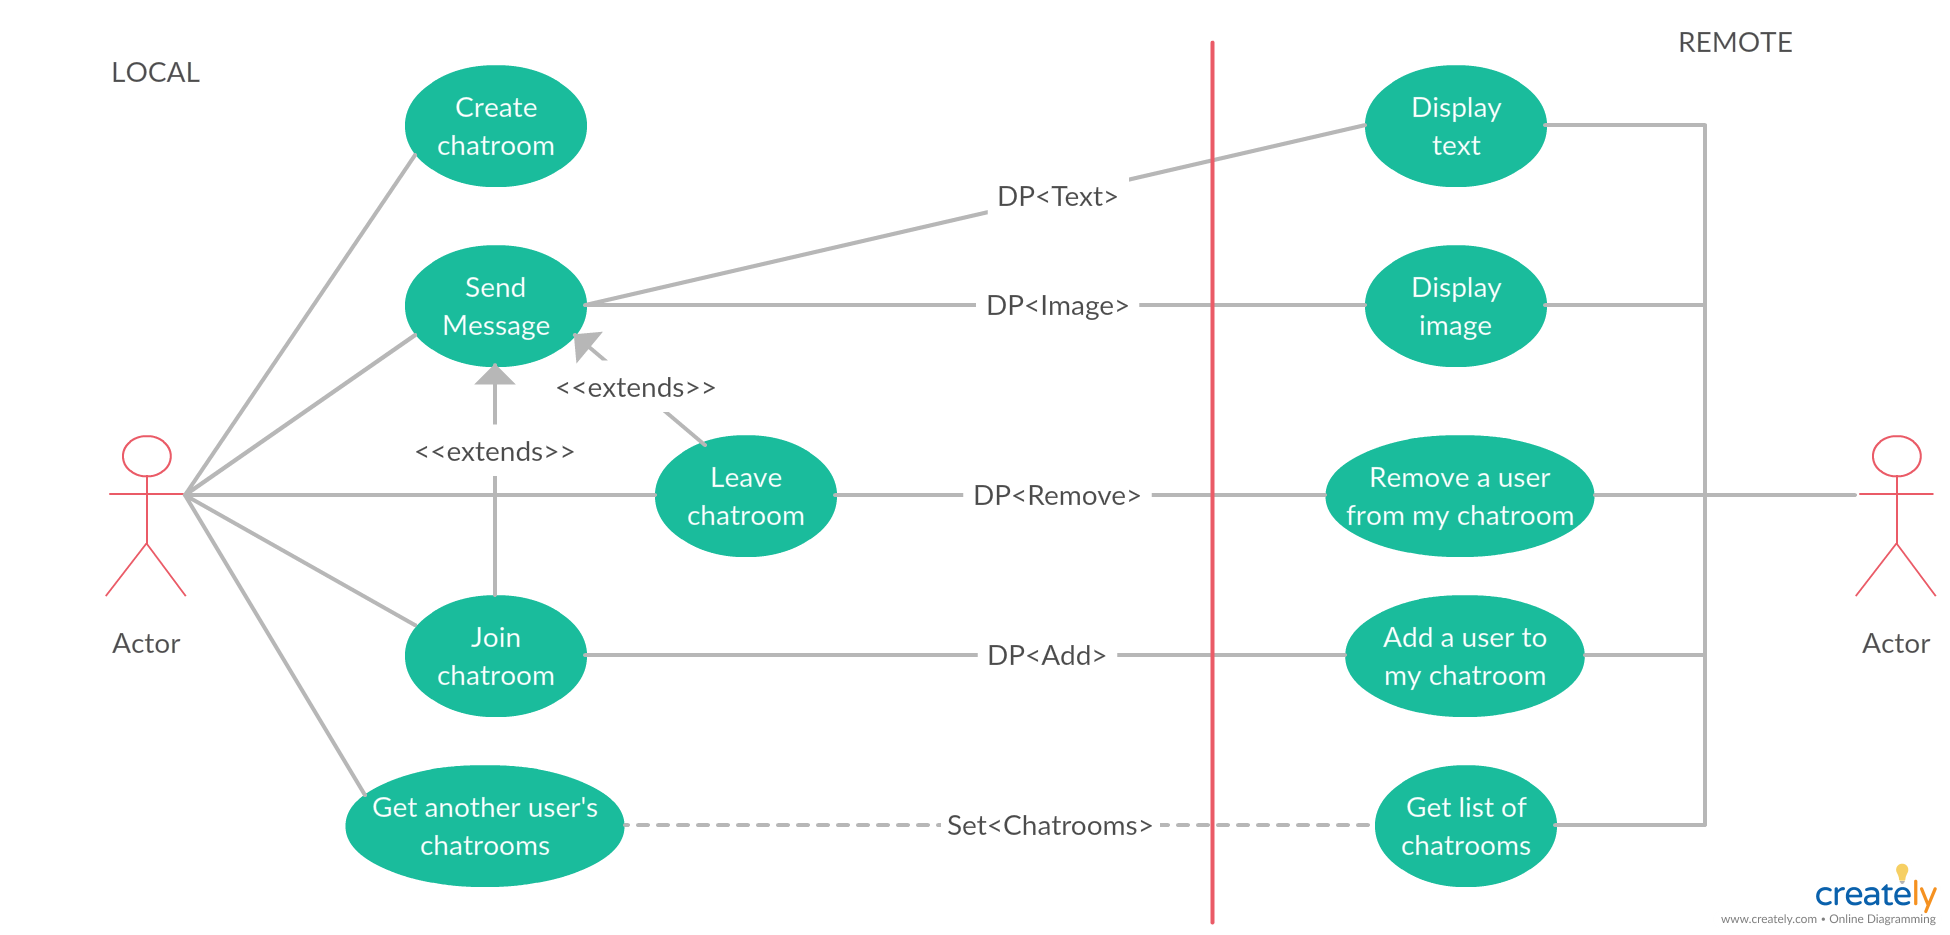 LOCAL
REMOTE
Create
chatroom
Display
text
DP<Text>
Send
Message
DP<Image>
Display
image
<<extends>>
<<extends>>
Leave
chatroom
DP<Remove>
Remove a user
from my chatroom
Actor
Join
chatroom
DP<Add>
Add a user to
my chatroom
Actor
Get another user's
chatrooms
Set<Chatrooms>
Get list of
chatrooms
creately
www.creately.com • Online Diagramming